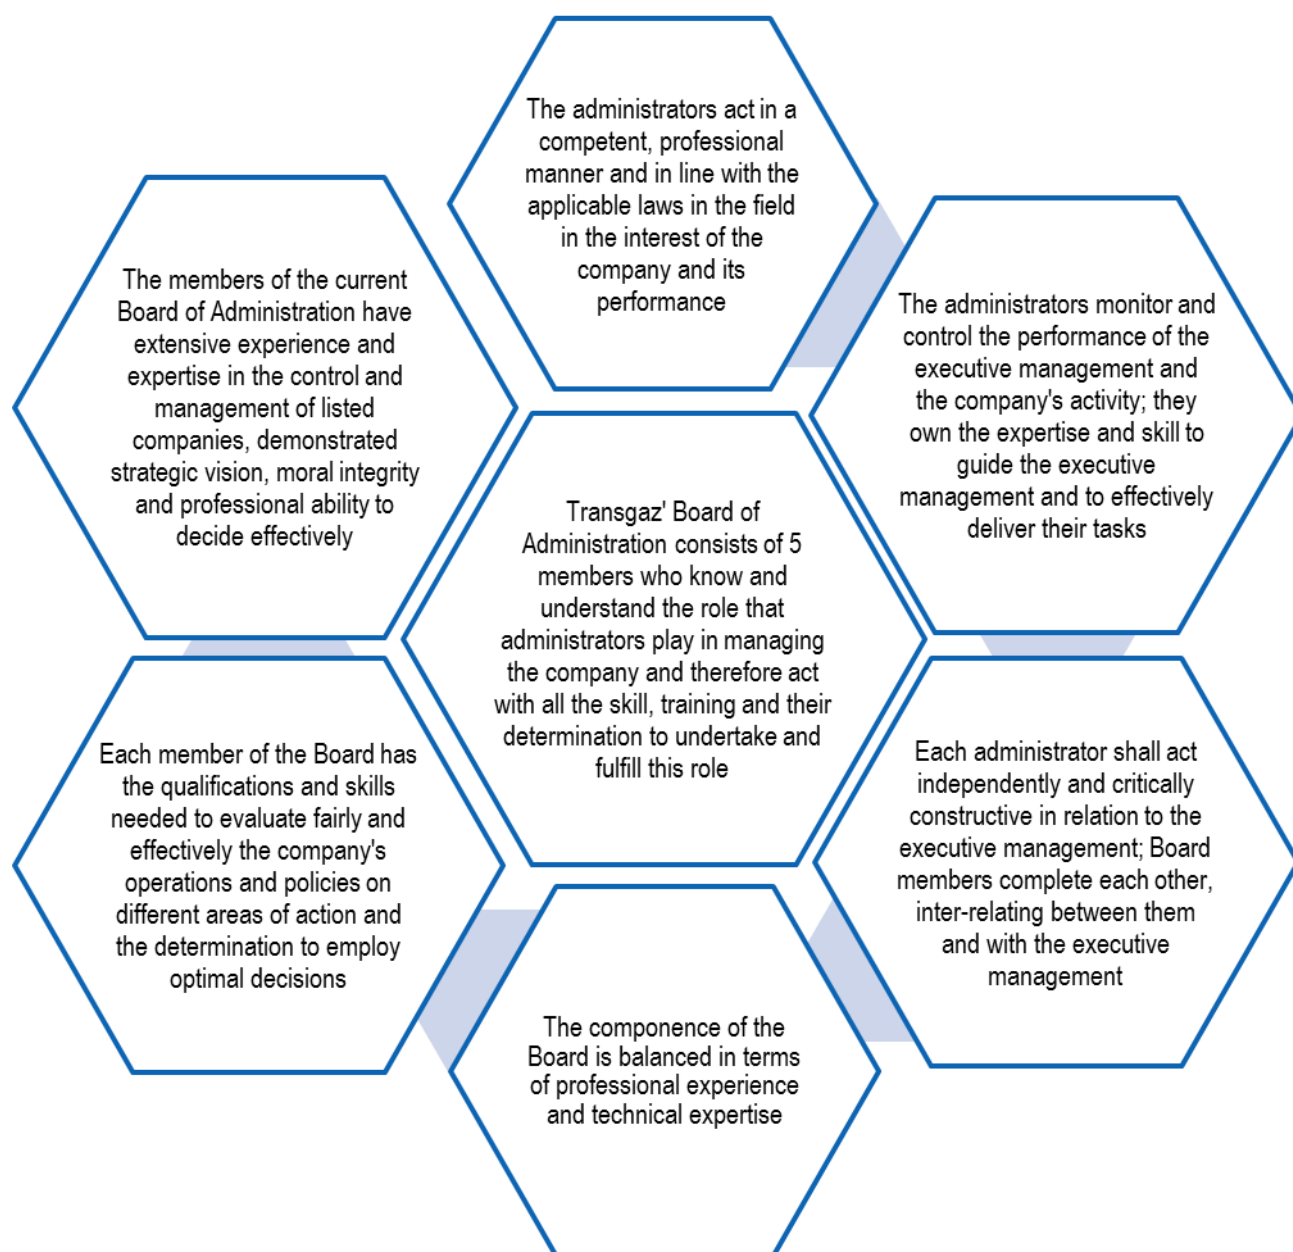 The administrators act in a
competent, professional
manner and in line with the
applicable laws in the field
in the interest of the
company and its
performance
The members of the current
Board of Administration have
extensive experience and
expertise in the control and
management of listed
companies, demonstrated
strategic vision, moral integrity
and professional ability to
decide effectively
The administrators monitor and
control the performance of the
executive management and
the company's activity; they
own the expertise and skill to
guide the executive
management and to effectively
deliver their tasks
Transgaz' Board of
Administration consists of 5
members who know and
understand the role that
administrators play in managing
the company and therefore act
with all the skill, training and their
determination to undertake and
fulfill this role
Each member of the Board has
the qualifications and skills
needed to evaluate fairly and
effectively the company's
operations and policies on
different areas of action and
the determination to employ
optimal decisions
Each administrator shall act
independently and critically
constructive in relation to the
executive management; Board
members complete each other,
inter-relating between them
and with the executive
management
The componence of the
Board is balanced in terms
of professional experience
and technical expertise